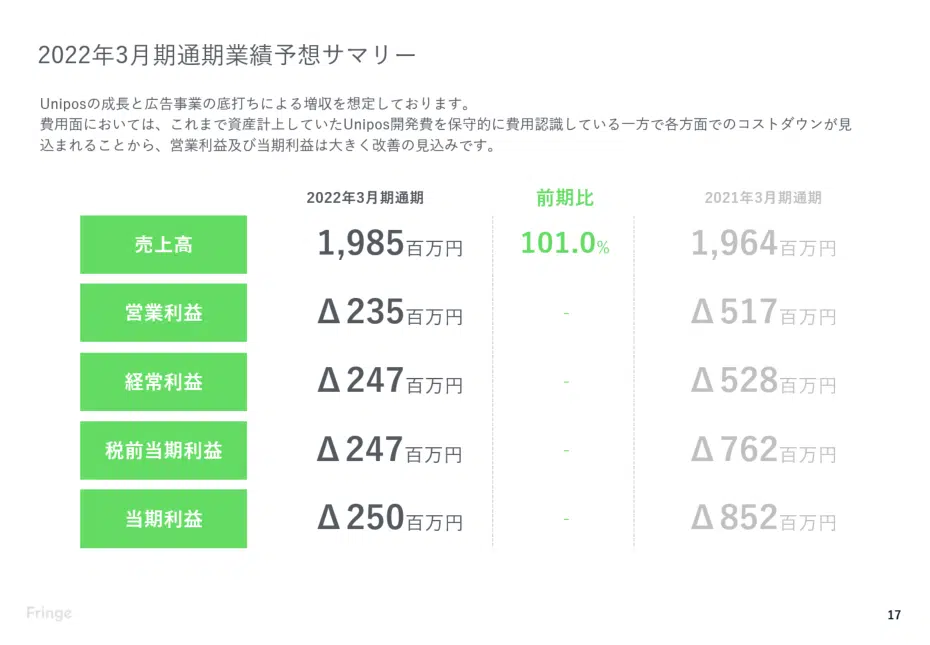 2022年3月期通期業績予想サマリー
Uniposの成長と広告事業の底打ちによる増収を想定しております。
費用面においては、これまで資産計上していたUnipos開発費を保守的に費用認識している一方で各方面でのコストダウンが見
込まれることから、営業利益及び当期利益は大きく改善の見込みです。
2022年3月期通期 前期比 2021年3月期通期
売上高 1,985百万円 101.0% 1,964百万円
営業利益 Δ235百万円 - Δ517百万円
経常利益 Δ247百万円 - Δ528百万円
税前当期利益 Δ247百万円 - Δ762百万円
当期利益 Δ250百万円 - Δ852百万円
Fringe 17